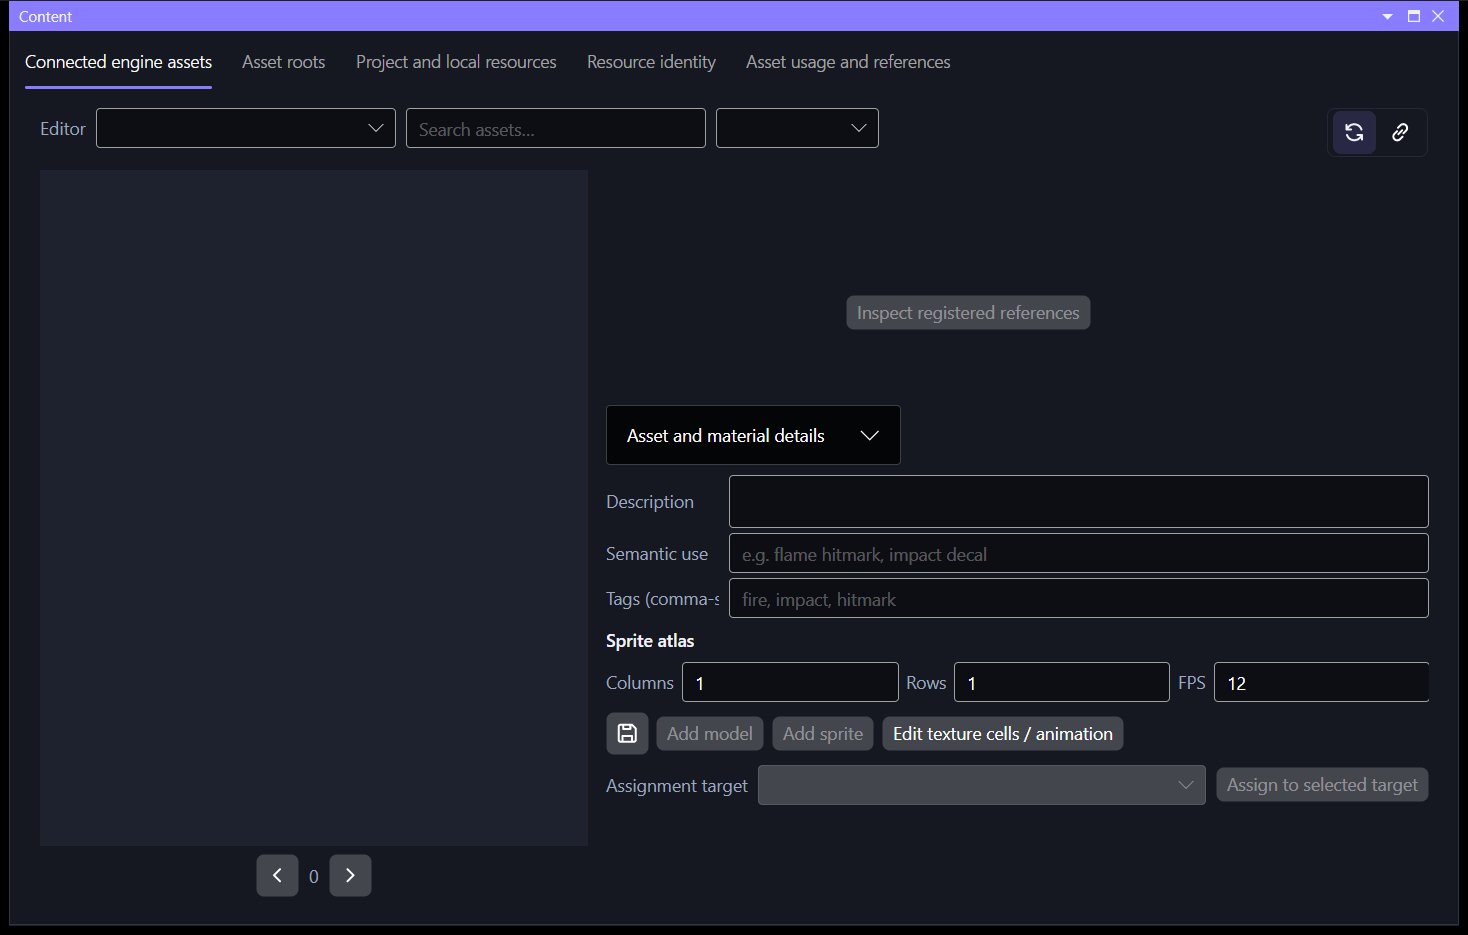 Content
Connected engine assets
Asset roots
Project and local resources
Resource identity
Asset usage and references
Editor
Search assets...
Inspect registered references
Asset and material details
Description
Semantic use
e.g. flame hitmark, impact decal
Tags (comma-s
fire, impact, hitmark
Sprite atlas
Columns
1
Rows
1
FPS
12
Add model
Add sprite
Edit texture cells / animation
Assignment target
Assign to selected target
0